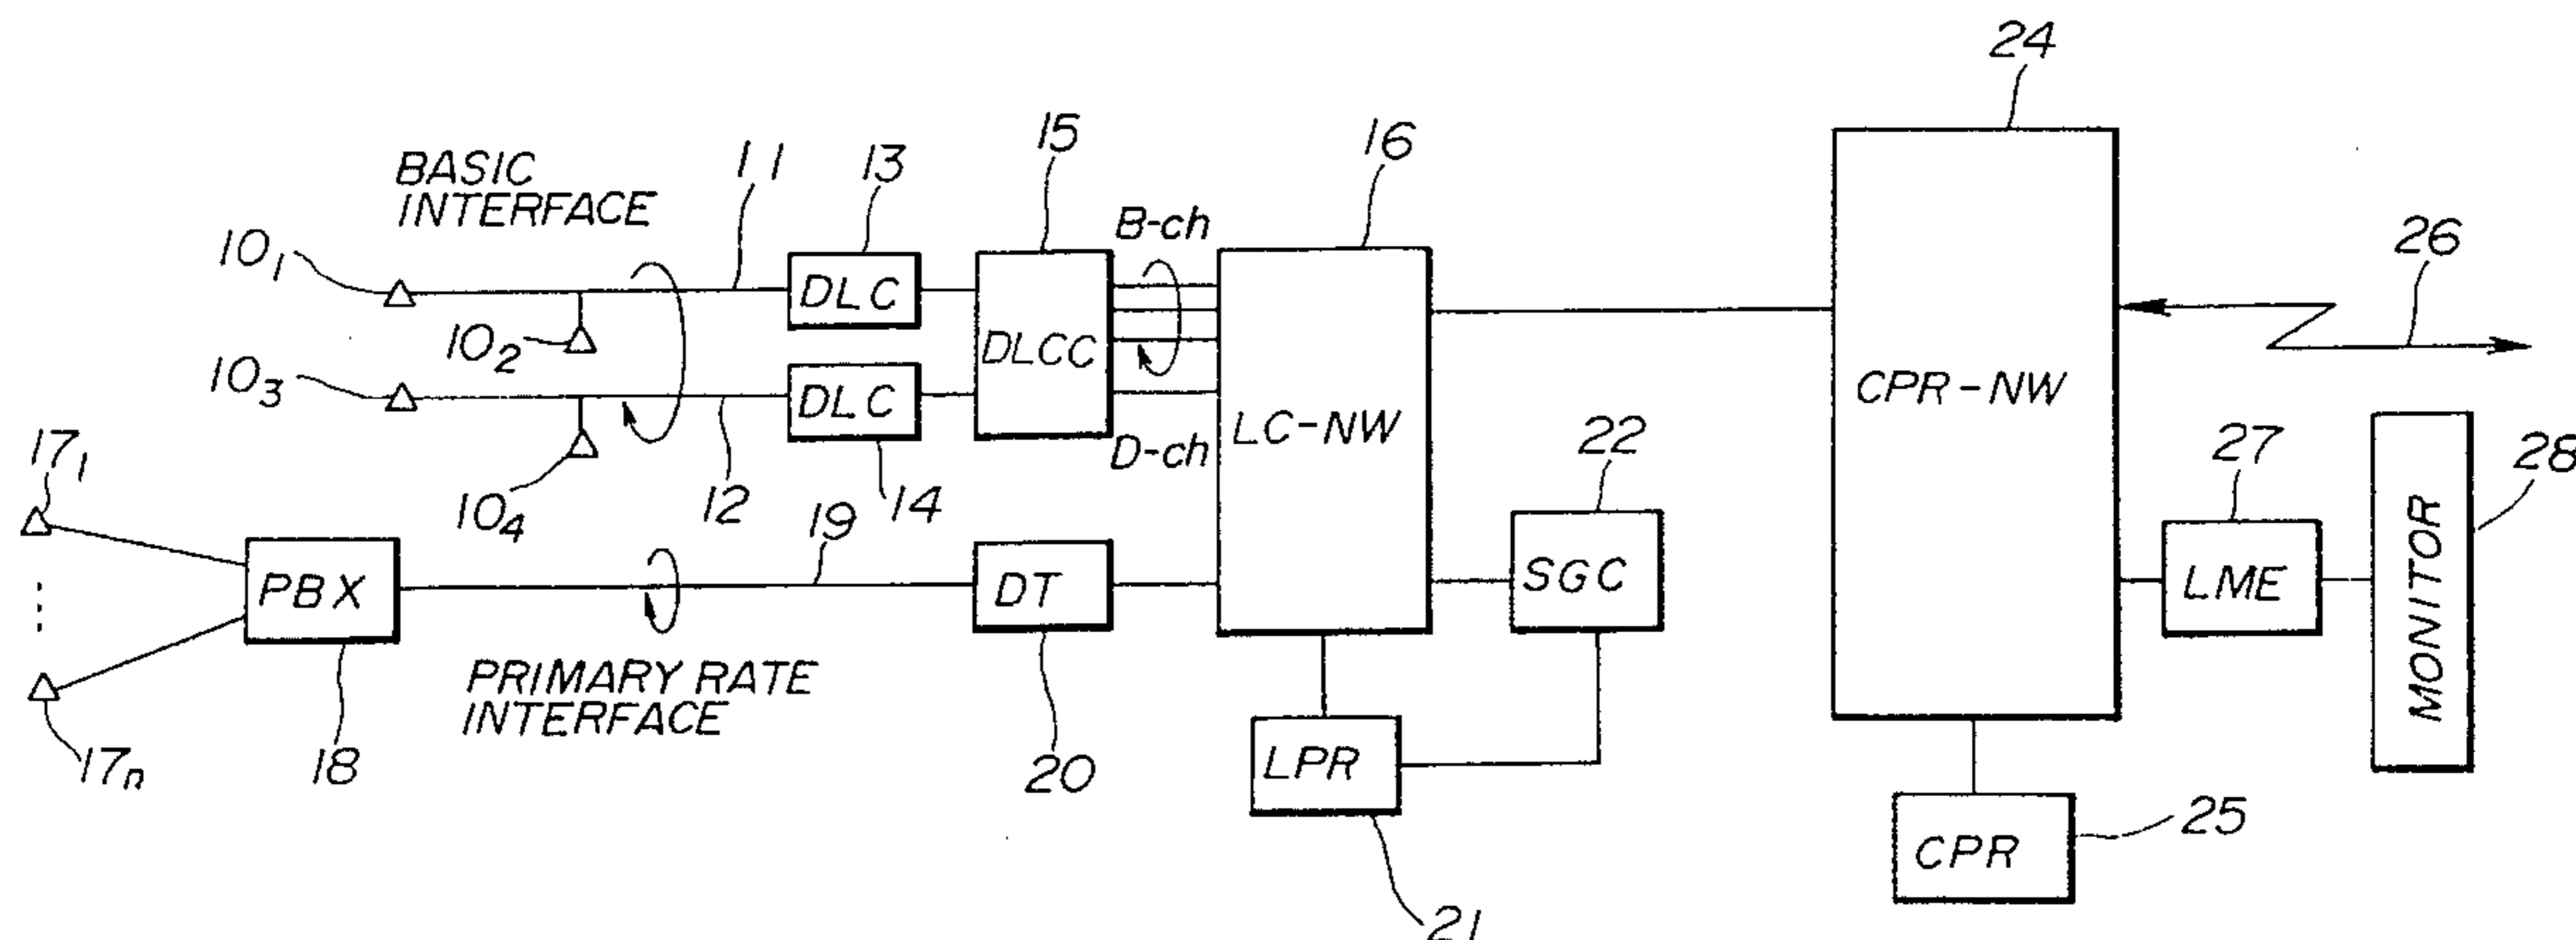 24
15
16
BASIC
INTERFACE
11
13
B-ch
26
10₁
10₂
DLC
DLCC
10₃
DLC
CPR-NW
LC-NW
D-ch
22
27
28
17₁
10₄
12
14
19
PBX
DT
SGC
LME
MONITOR
PRIMARY RATE
INTERFACE
17ₙ
18
20
LPR
25
CPR
21